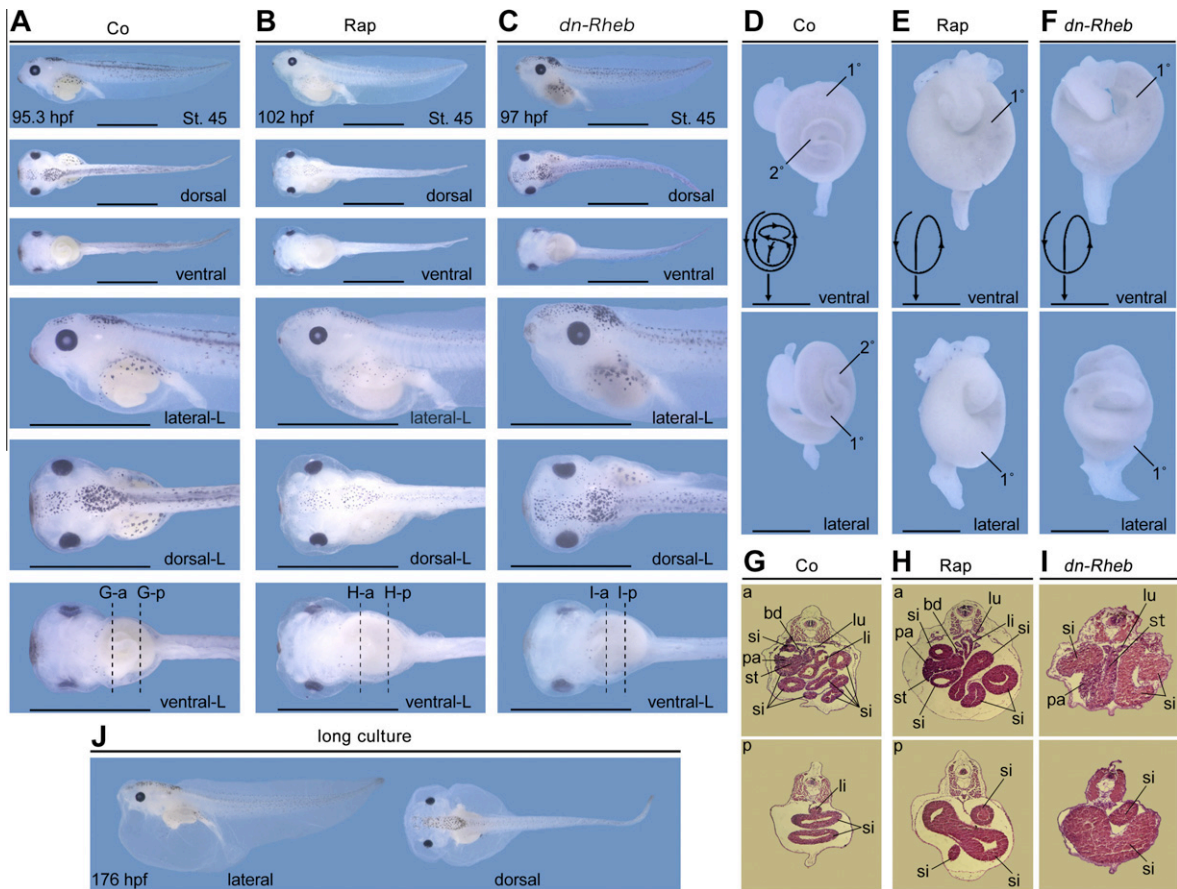 A
Co
95.3 hpf
St. 45
dorsal
ventral
lateral-L
dorsal-L
G-a G-p
ventral-L
B
Rap
102 hpf
St. 45
dorsal
ventral
lateral-L
dorsal-L
H-a H-p
ventral-L
C
dn-Rheb
97 hpf
St. 45
dorsal
ventral
lateral-L
dorsal-L
I-a I-p
ventral-L
D
Co
1°
2°
ventral
2°
1°
lateral
E
Rap
1°
ventral
1°
lateral
F
dn-Rheb
1°
ventral
1°
lateral
G
Co
a
bd
lu
si
li
pa
st
si
si
p
li
si
H
Rap
a
bd
lu
si
li
pa
si
st
si
p
si
si
si
I
dn-Rheb
lu
st
si
pa
si
si
si
J
long culture
176 hpf
lateral
dorsal